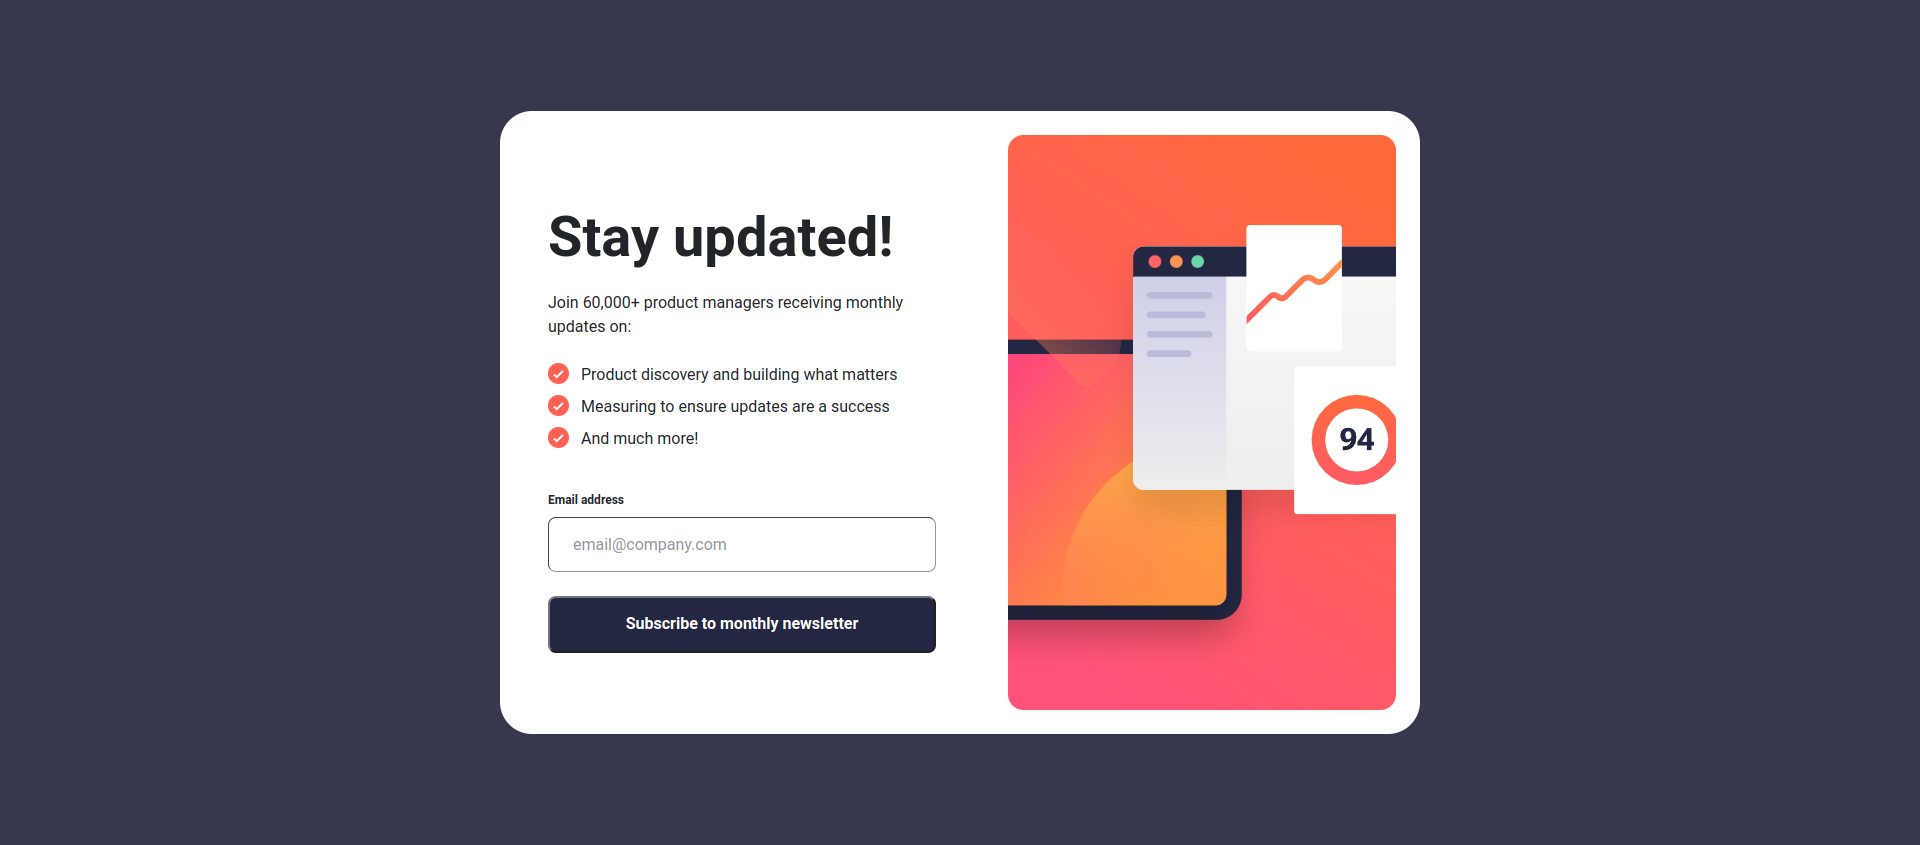 Stay updated!
Join 60,000+ product managers receiving monthly
updates on:
Product discovery and building what matters
Measuring to ensure updates are a success
And much more!
Email address
email@company.com
Subscribe to monthly newsletter
94